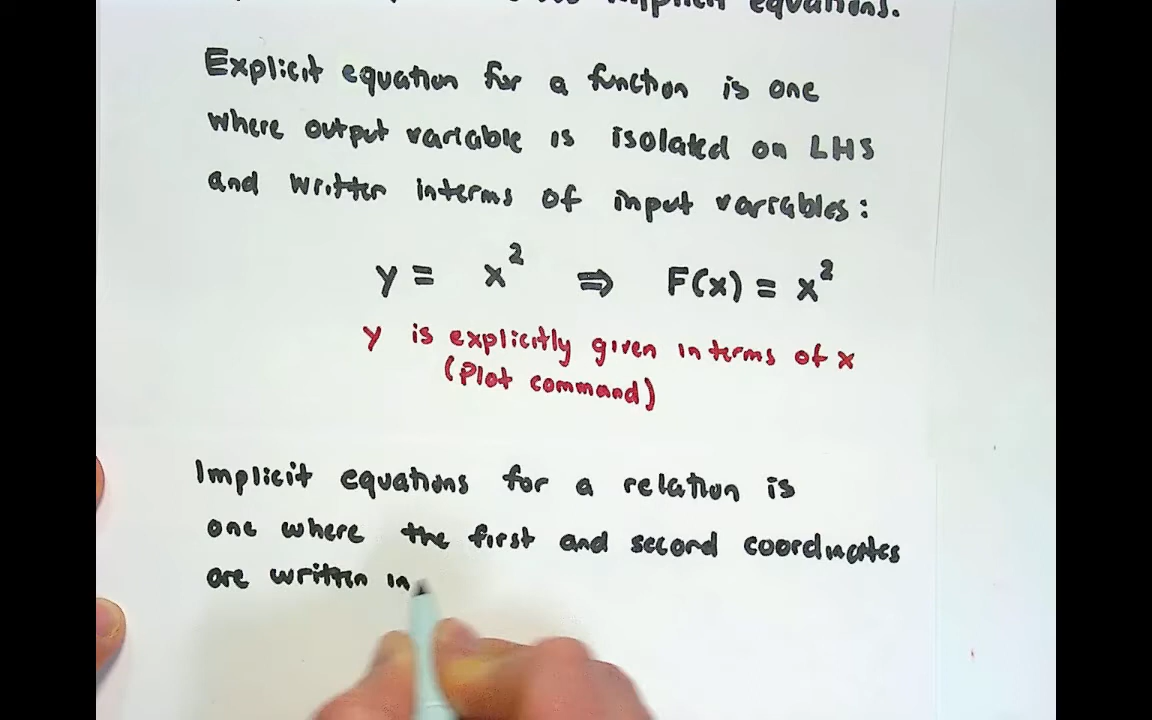 implicit equations.
Explicit equation for a function is one
where output variable is isolated on LHS
and written interms of input variables:
y = x² ⇒ F(x) = x²
y is explicitly given interms of x
(Plot command)
Implicit equations for a relation is
one where the first and second coordinates
are written in